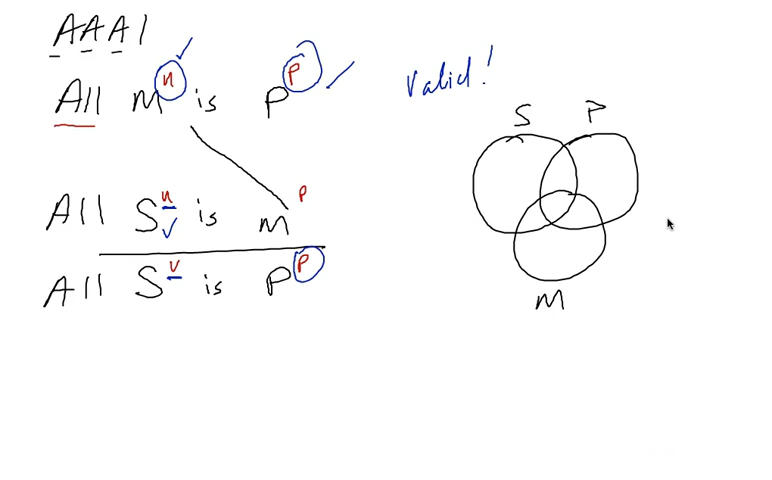 AAA1
All M u is P P
Valid!
All S u is M P
All S u is P P
S P
M